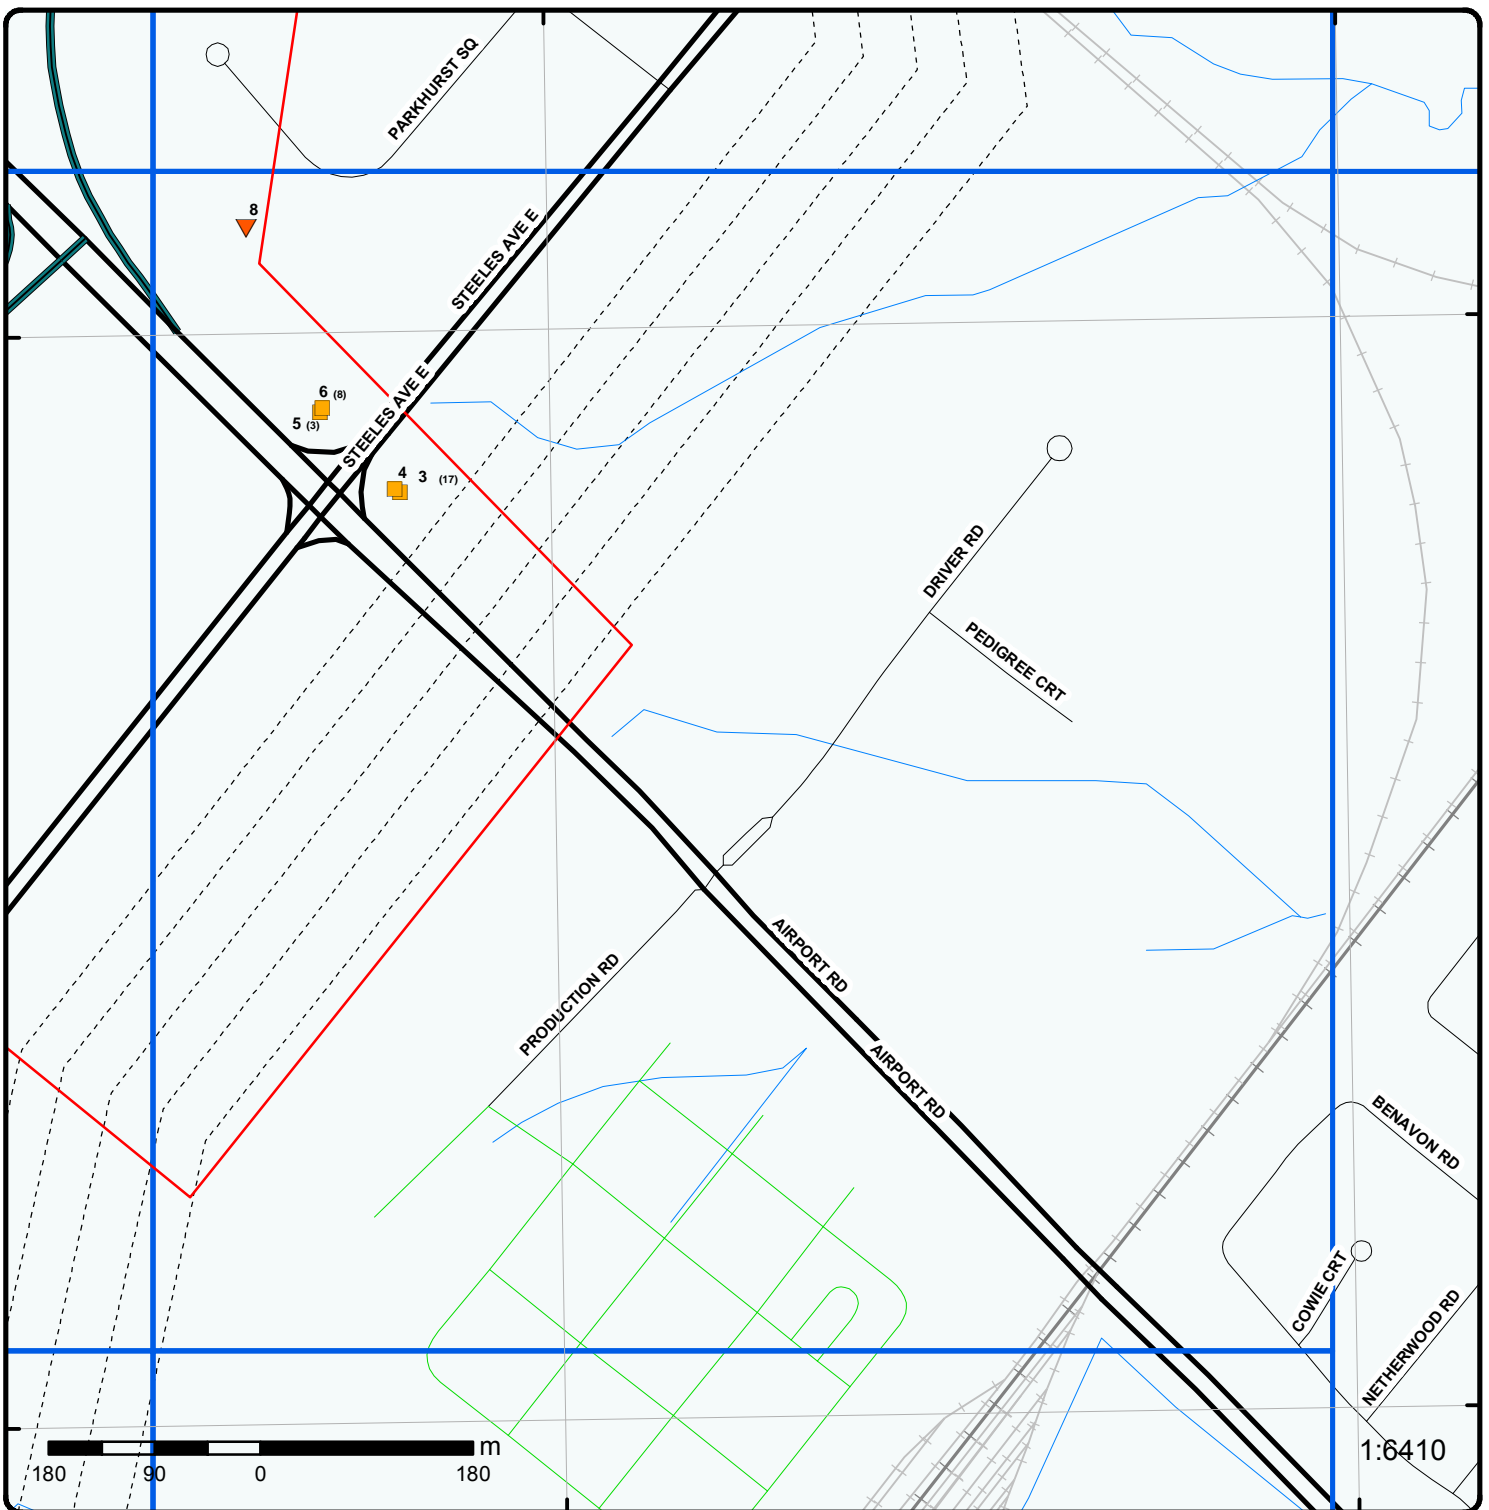 PARKHURST SQ
8
STEELES AVE E
STEELES AVE E
6 (8)
5 (3)
4 3 (17)
DRIVER RD
PEDIGREE CRT
AIRPORT RD
PRODUCTION RD
AIRPORT RD
BENAVON RD
COWIE CRT
NETHERWOOD RD
m
1:6410
180 90 0 180